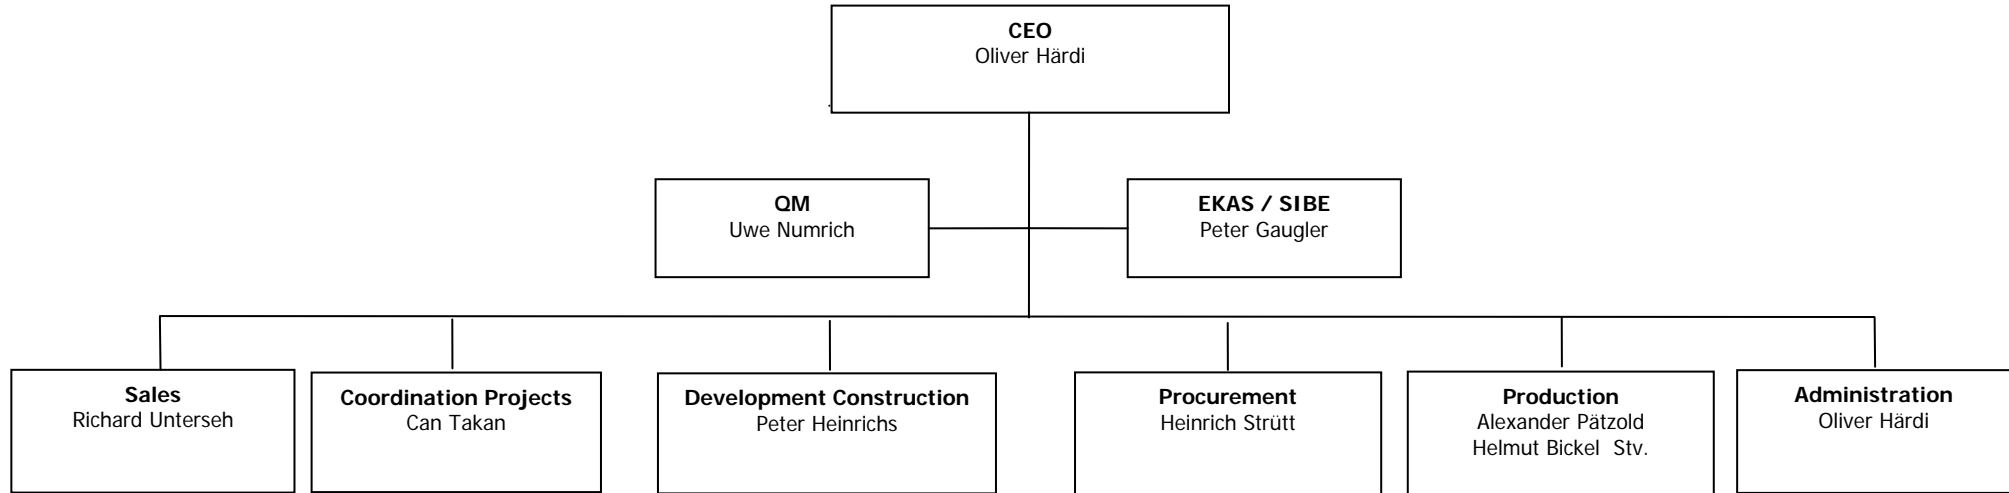 CEO
Oliver Härdi
QM
Uwe Numrich
EKAS / SIBE
Peter Gaugler
Sales
Richard Unterseh
Coordination Projects
Can Takan
Development Construction
Peter Heinrichs
Procurement
Heinrich Strütt
Production
Alexander Pätzold
Helmut Bickel  Stv.
Administration
Oliver Härdi